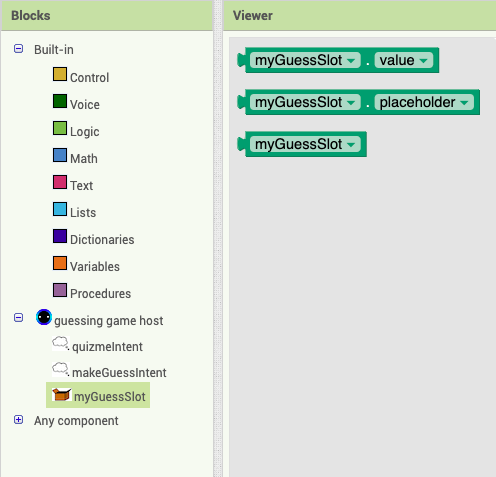 Blocks
Viewer
Built-in
Control
Voice
Logic
Math
Text
Lists
Dictionaries
Variables
Procedures
guessing game host
quizmeIntent
makeGuessIntent
myGuessSlot
Any component
myGuessSlot . value
myGuessSlot . placeholder
myGuessSlot